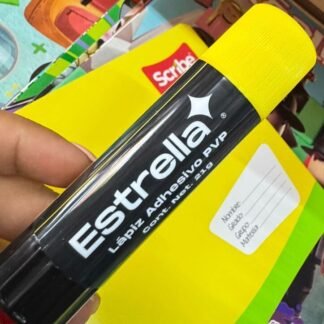 Scribe
Estrella
Lápiz Adhesivo PVP
Cont. Net. 21g
Nombre:
Grado:
Grupo:
Materia: